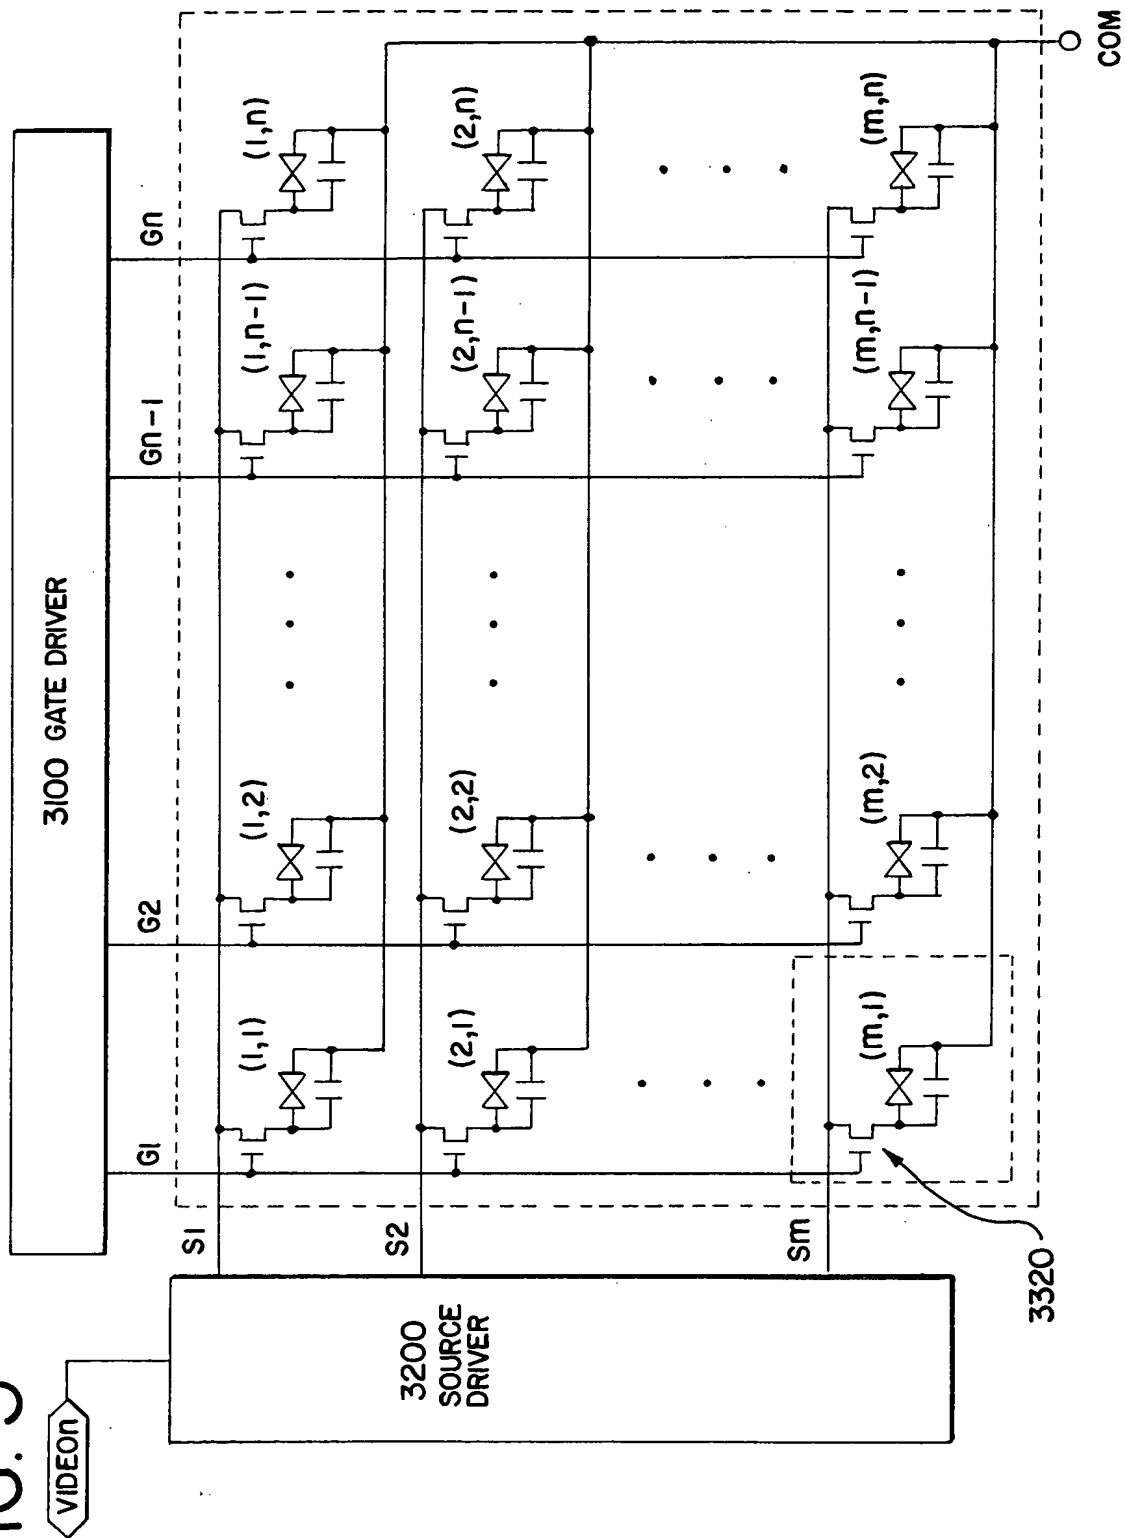 VIDEOn
3100 GATE DRIVER
G1
G2
Gn-1
Gn
3200
SOURCE
DRIVER
S1
(1,1)
(1,2)
(1,n-1)
(1,n)
S2
(2,1)
(2,2)
(2,n-1)
(2,n)
Sm
(m,1)
(m,2)
(m,n-1)
(m,n)
3320
COM